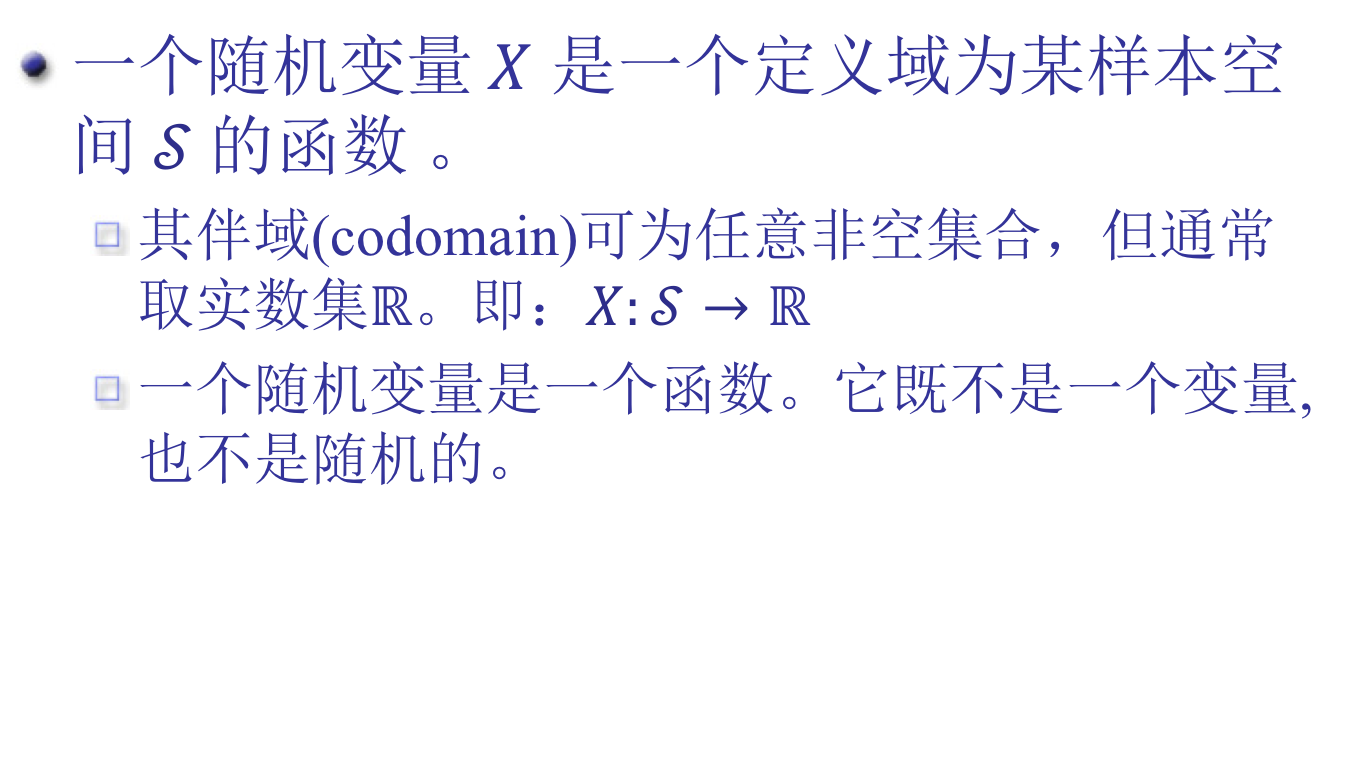 一个随机变量 𝑋 是一个定义域为某样本空
间 𝒮 的函数 。
其伴域(codomain)可为任意非空集合，但通常
取实数集ℝ。即：𝑋: 𝒮 → ℝ
一个随机变量是一个函数。它既不是一个变量,
也不是随机的。